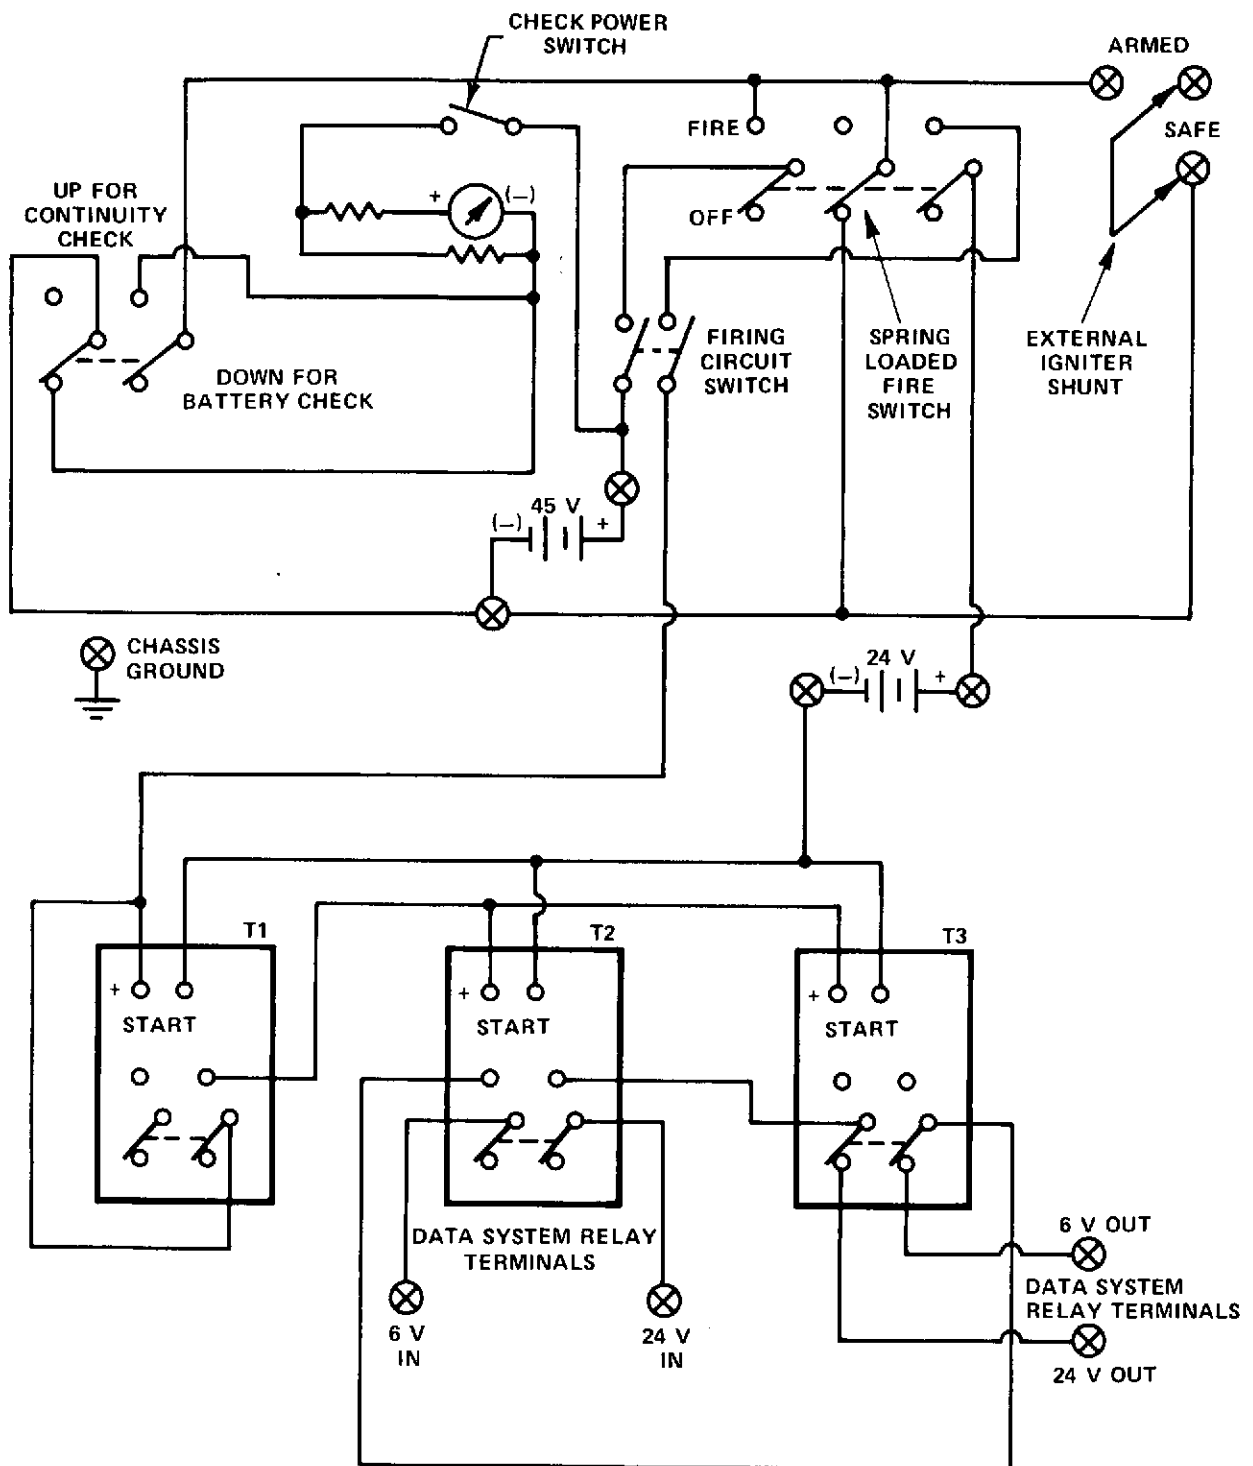 CHECK POWER
SWITCH
ARMED
FIRE
SAFE
UP FOR
CONTINUITY
CHECK
+
(–)
OFF
DOWN FOR
BATTERY CHECK
FIRING
CIRCUIT
SWITCH
SPRING
LOADED
FIRE
SWITCH
EXTERNAL
IGNITER
SHUNT
45 V
(–)
+
CHASSIS
GROUND
24 V
(–)
+
T1
T2
T3
+
START
+
START
+
START
DATA SYSTEM RELAY
TERMINALS
6 V
IN
24 V
IN
6 V OUT
DATA SYSTEM
RELAY TERMINALS
24 V OUT